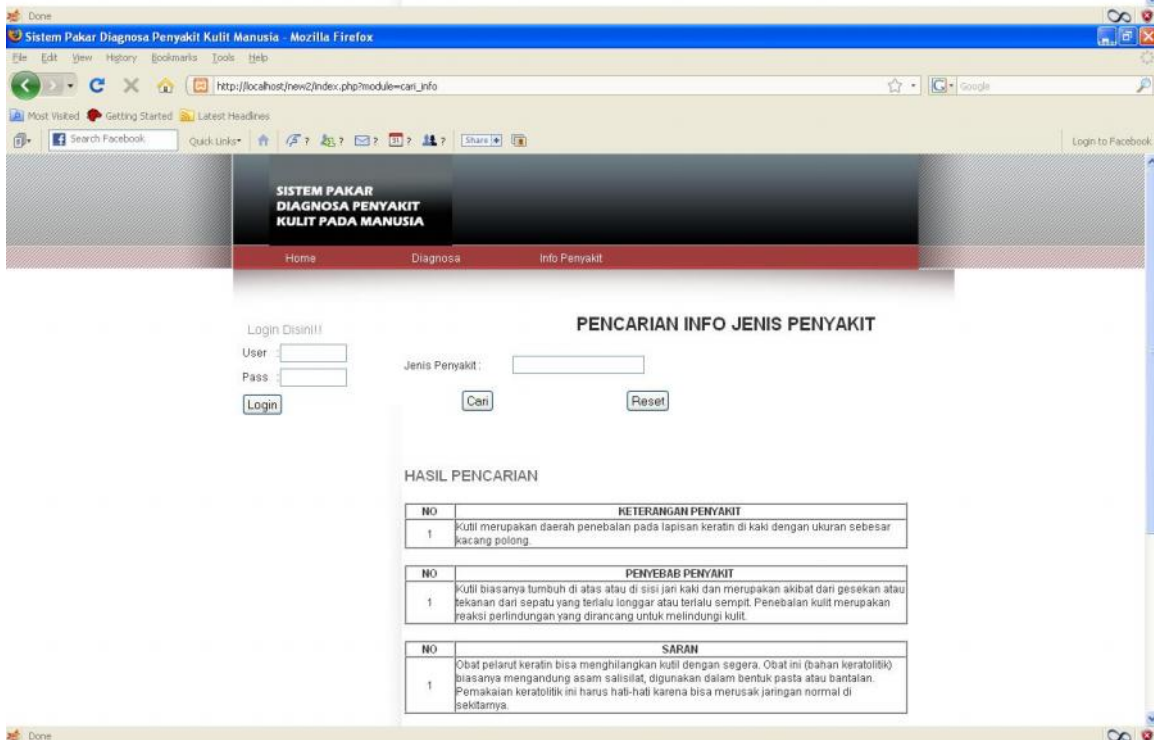 Done
Sistem Pakar Diagnosa Penyakit Kulit Manusia - Mozilla Firefox
File Edit View History Bookmarks Tools Help
http://localhost/new2/index.php?module=cari_info
Google
Most Visited Getting Started Latest Headlines
Search Facebook Quick Links ? ? ? 31 ? ? Share Login to Facebook
SISTEM PAKAR
DIAGNOSA PENYAKIT
KULIT PADA MANUSIA
Home Diagnosa Info Penyakit
Login Disini!!
User :
Pass :
Login
PENCARIAN INFO JENIS PENYAKIT
Jenis Penyakit :
Cari Reset
HASIL PENCARIAN
NO KETERANGAN PENYAKIT
1 Kutil merupakan daerah penebalan pada lapisan keratin di kaki dengan ukuran sebesar
kacang polong.
NO PENYEBAB PENYAKIT
1 Kutil biasanya tumbuh di atas atau di sisi jari kaki dan merupakan akibat dari gesekan atau
tekanan dari sepatu yang terlalu longgar atau terlalu sempit. Penebalan kulit merupakan
reaksi perlindungan yang dirancang untuk melindungi kulit.
NO SARAN
1 Obat pelarut keratin bisa menghilangkan kutil dengan segera. Obat ini (bahan keratolitik)
biasanya mengandung asam salisilat, digunakan dalam bentuk pasta atau bantalan.
Pemakaian keratolitik ini harus hati-hati karena bisa merusak jaringan normal di
sekitarnya.
Done